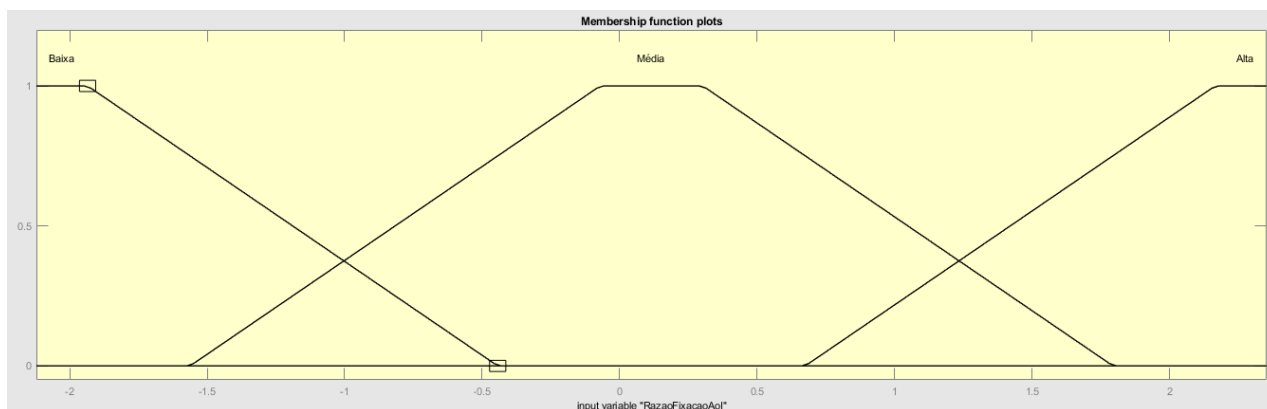 Membership function plots
Baixa Média Alta
1
0.5
0
-2 -1.5 -1 -0.5 0 0.5 1 1.5 2
input variable "RazaoFixacaoAoI"